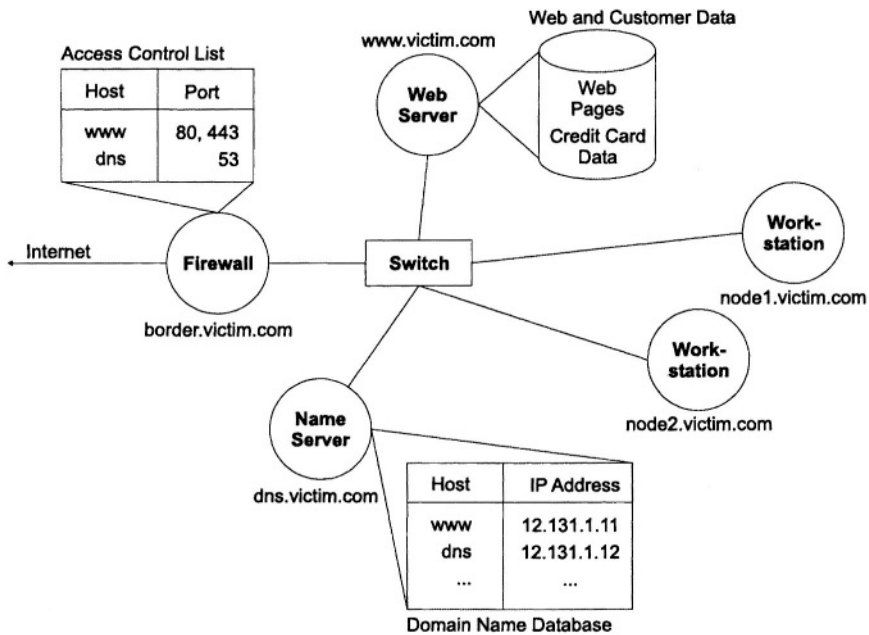 Web and Customer Data
www.victim.com
Access Control List
Host Port
www 80, 443
dns 53
Web
Server
Web
Pages
Credit Card
Data
Internet
Firewall
border.victim.com
Switch
Work-
station
node1.victim.com
Work-
station
node2.victim.com
Name
Server
dns.victim.com
Host IP Address
www 12.131.1.11
dns 12.131.1.12
... ...
Domain Name Database